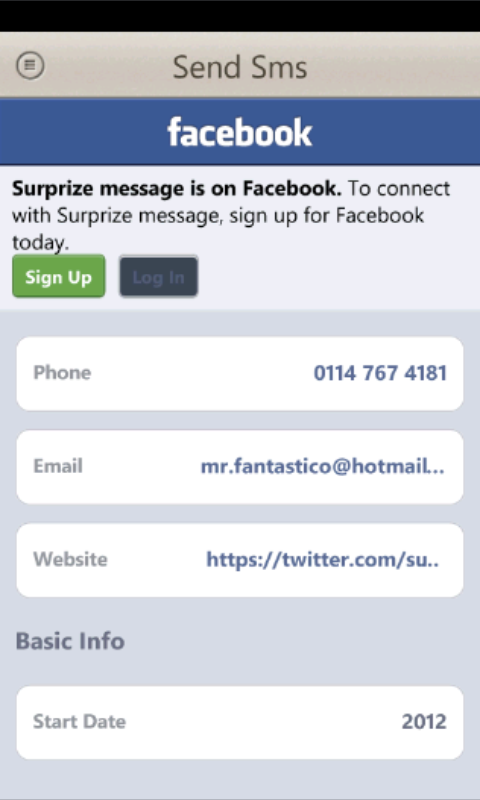 Send Sms
facebook
Surprize message is on Facebook. To connect
with Surprize message, sign up for Facebook
today.
Sign Up Log In
Phone 0114 767 4181
Email mr.fantastico@hotmail...
Website https://twitter.com/su..
Basic Info
Start Date 2012